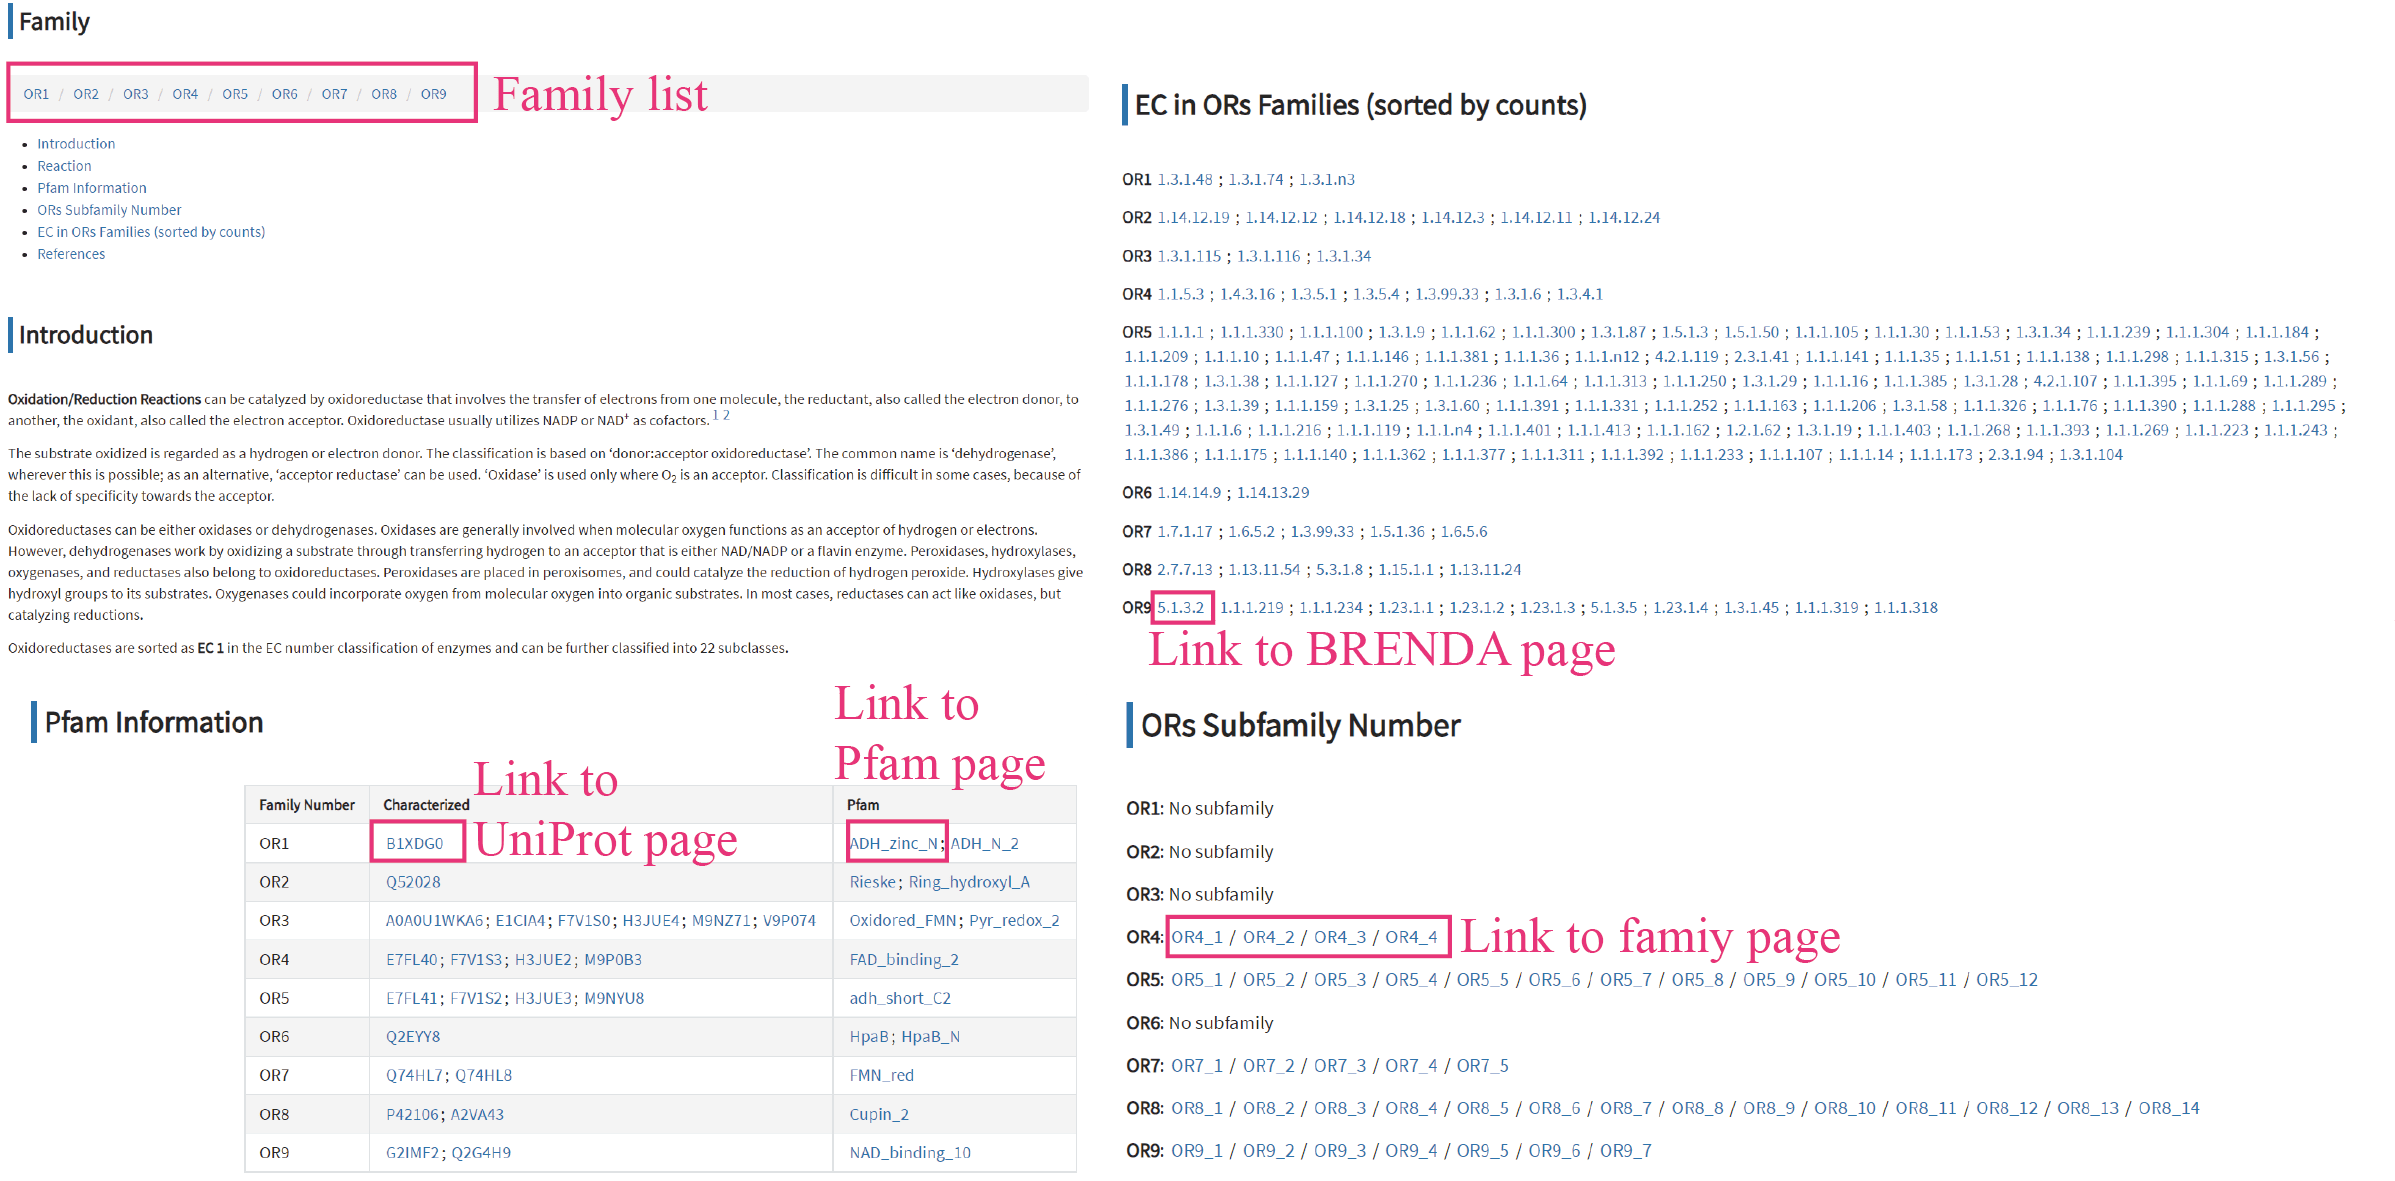 Family
OR1 / OR2 / OR3 / OR4 / OR5 / OR6 / OR7 / OR8 / OR9
Family list
• Introduction
• Reaction
• Pfam Information
• ORs Subfamily Number
• EC in ORs Families (sorted by counts)
• References
Introduction
Oxidation/Reduction Reactions can be catalyzed by oxidoreductase that involves the transfer of electrons from one molecule, the reductant, also called the electron donor, to
another, the oxidant, also called the electron acceptor. Oxidoreductase usually utilizes NADP or NAD⁺ as cofactors. 1 2
The substrate oxidized is regarded as a hydrogen or electron donor. The classification is based on ‘donor:acceptor oxidoreductase’. The common name is ‘dehydrogenase’,
wherever this is possible; as an alternative, ‘acceptor reductase’ can be used. ‘Oxidase’ is used only where O₂ is an acceptor. Classification is difficult in some cases, because of
the lack of specificity towards the acceptor.
Oxidoreductases can be either oxidases or dehydrogenases. Oxidases are generally involved when molecular oxygen functions as an acceptor of hydrogen or electrons.
However, dehydrogenases work by oxidizing a substrate through transferring hydrogen to an acceptor that is either NAD/NADP or a flavin enzyme. Peroxidases, hydroxylases,
oxygenases, and reductases also belong to oxidoreductases. Peroxidases are placed in peroxisomes, and could catalyze the reduction of hydrogen peroxide. Hydroxylases give
hydroxyl groups to its substrates. Oxygenases could incorporate oxygen from molecular oxygen into organic substrates. In most cases, reductases can act like oxidases, but
catalyzing reductions.
Oxidoreductases are sorted as EC 1 in the EC number classification of enzymes and can be further classified into 22 subclasses.
Pfam Information
Link to
UniProt page
Link to
Pfam page
Family Number Characterized Pfam
OR1 B1XDG0 ADH_zinc_N; ADH_N_2
OR2 Q52028 Rieske; Ring_hydroxyl_A
OR3 A0A0U1WKA6; E1CIA4; F7V1S0; H3JUE4; M9NZ71; V9P074 Oxidored_FMN; Pyr_redox_2
OR4 E7FL40; F7V1S3; H3JUE2; M9P0B3 FAD_binding_2
OR5 E7FL41; F7V1S2; H3JUE3; M9NYU8 adh_short_C2
OR6 Q2EYY8 HpaB; HpaB_N
OR7 Q74HL7; Q74HL8 FMN_red
OR8 P42106; A2VA43 Cupin_2
OR9 G2IMF2; Q2G4H9 NAD_binding_10
EC in ORs Families (sorted by counts)
OR1 1.3.1.48 ; 1.3.1.74 ; 1.3.1.n3
OR2 1.14.12.19 ; 1.14.12.12 ; 1.14.12.18 ; 1.14.12.3 ; 1.14.12.11 ; 1.14.12.24
OR3 1.3.1.115 ; 1.3.1.116 ; 1.3.1.34
OR4 1.1.5.3 ; 1.4.3.16 ; 1.3.5.1 ; 1.3.5.4 ; 1.3.99.33 ; 1.3.1.6 ; 1.3.4.1
OR5 1.1.1.1 ; 1.1.1.330 ; 1.1.1.100 ; 1.3.1.9 ; 1.1.1.62 ; 1.1.1.300 ; 1.3.1.87 ; 1.5.1.3 ; 1.5.1.50 ; 1.1.1.105 ; 1.1.1.30 ; 1.1.1.53 ; 1.3.1.34 ; 1.1.1.239 ; 1.1.1.304 ; 1.1.1.184 ;
1.1.1.209 ; 1.1.1.10 ; 1.1.1.47 ; 1.1.1.146 ; 1.1.1.381 ; 1.1.1.36 ; 1.1.1.n12 ; 4.2.1.119 ; 2.3.1.41 ; 1.1.1.141 ; 1.1.1.35 ; 1.1.1.51 ; 1.1.1.138 ; 1.1.1.298 ; 1.1.1.315 ; 1.3.1.56 ;
1.1.1.178 ; 1.3.1.38 ; 1.1.1.127 ; 1.1.1.270 ; 1.1.1.236 ; 1.1.1.64 ; 1.1.1.313 ; 1.1.1.250 ; 1.3.1.29 ; 1.1.1.16 ; 1.1.1.385 ; 1.3.1.28 ; 4.2.1.107 ; 1.1.1.395 ; 1.1.1.69 ; 1.1.1.289 ;
1.1.1.276 ; 1.3.1.39 ; 1.1.1.159 ; 1.3.1.25 ; 1.3.1.60 ; 1.1.1.391 ; 1.1.1.331 ; 1.1.1.252 ; 1.1.1.163 ; 1.1.1.206 ; 1.3.1.58 ; 1.1.1.326 ; 1.1.1.76 ; 1.1.1.390 ; 1.1.1.288 ; 1.1.1.295 ;
1.3.1.49 ; 1.1.1.6 ; 1.1.1.216 ; 1.1.1.119 ; 1.1.1.n4 ; 1.1.1.401 ; 1.1.1.413 ; 1.1.1.162 ; 1.2.1.62 ; 1.3.1.19 ; 1.1.1.403 ; 1.1.1.268 ; 1.1.1.393 ; 1.1.1.269 ; 1.1.1.223 ; 1.1.1.243 ;
1.1.1.386 ; 1.1.1.175 ; 1.1.1.140 ; 1.1.1.362 ; 1.1.1.377 ; 1.1.1.311 ; 1.1.1.392 ; 1.1.1.233 ; 1.1.1.107 ; 1.1.1.14 ; 1.1.1.173 ; 2.3.1.94 ; 1.3.1.104
OR6 1.14.14.9 ; 1.14.13.29
OR7 1.7.1.17 ; 1.6.5.2 ; 1.3.99.33 ; 1.5.1.36 ; 1.6.5.6
OR8 2.7.7.13 ; 1.13.11.54 ; 5.3.1.8 ; 1.15.1.1 ; 1.13.11.24
OR9 5.1.3.2 1.1.1.219 ; 1.1.1.234 ; 1.23.1.1 ; 1.23.1.2 ; 1.23.1.3 ; 5.1.3.5 ; 1.23.1.4 ; 1.3.1.45 ; 1.1.1.319 ; 1.1.1.318
Link to BRENDA page
ORs Subfamily Number
OR1: No subfamily
OR2: No subfamily
OR3: No subfamily
OR4: OR4_1 / OR4_2 / OR4_3 / OR4_4 Link to famiy page
OR5: OR5_1 / OR5_2 / OR5_3 / OR5_4 / OR5_5 / OR5_6 / OR5_7 / OR5_8 / OR5_9 / OR5_10 / OR5_11 / OR5_12
OR6: No subfamily
OR7: OR7_1 / OR7_2 / OR7_3 / OR7_4 / OR7_5
OR8: OR8_1 / OR8_2 / OR8_3 / OR8_4 / OR8_5 / OR8_6 / OR8_7 / OR8_8 / OR8_9 / OR8_10 / OR8_11 / OR8_12 / OR8_13 / OR8_14
OR9: OR9_1 / OR9_2 / OR9_3 / OR9_4 / OR9_5 / OR9_6 / OR9_7